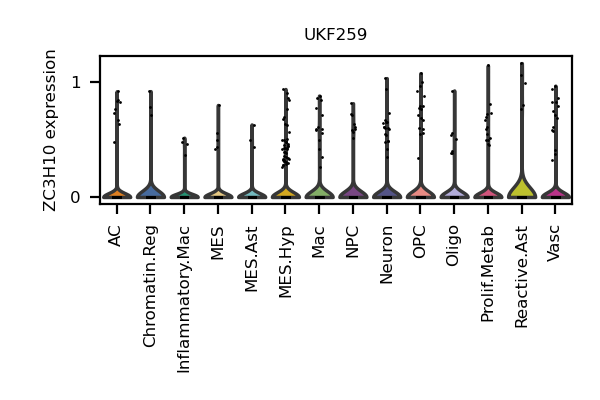 UKF259
ZC3H10 expression
1
0
AC
Chromatin.Reg
Inflammatory.Mac
MES
MES.Ast
MES.Hyp
Mac
NPC
Neuron
OPC
Oligo
Prolif.Metab
Reactive.Ast
Vasc